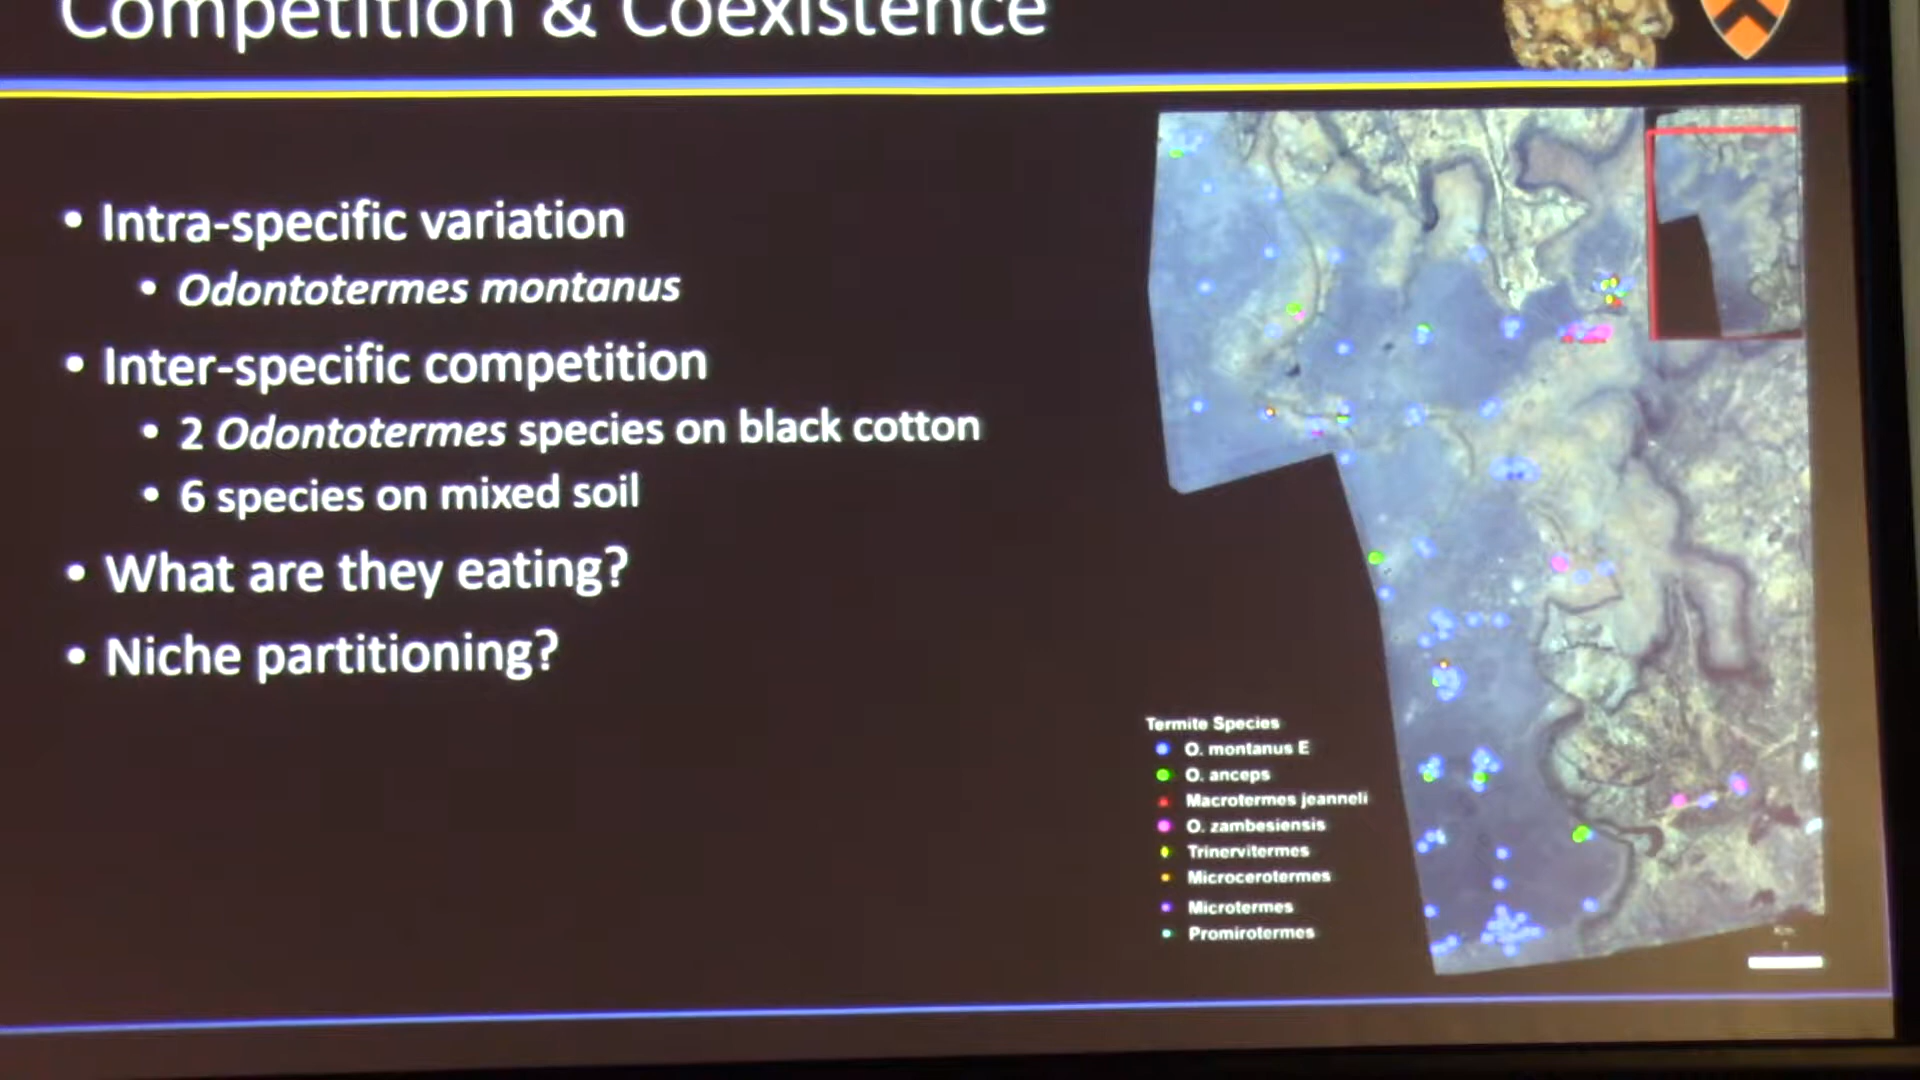 Competition & Coexistence
• Intra-specific variation
• Odontotermes montanus
• Inter-specific competition
• 2 Odontotermes species on black cotton
• 6 species on mixed soil
• What are they eating?
• Niche partitioning?
Termite Species
O. montanus E
O. anceps
Macrotermes jeanneli
O. zambesiensis
Trinervitermes
Microcerotermes
Microtermes
Promirotermes